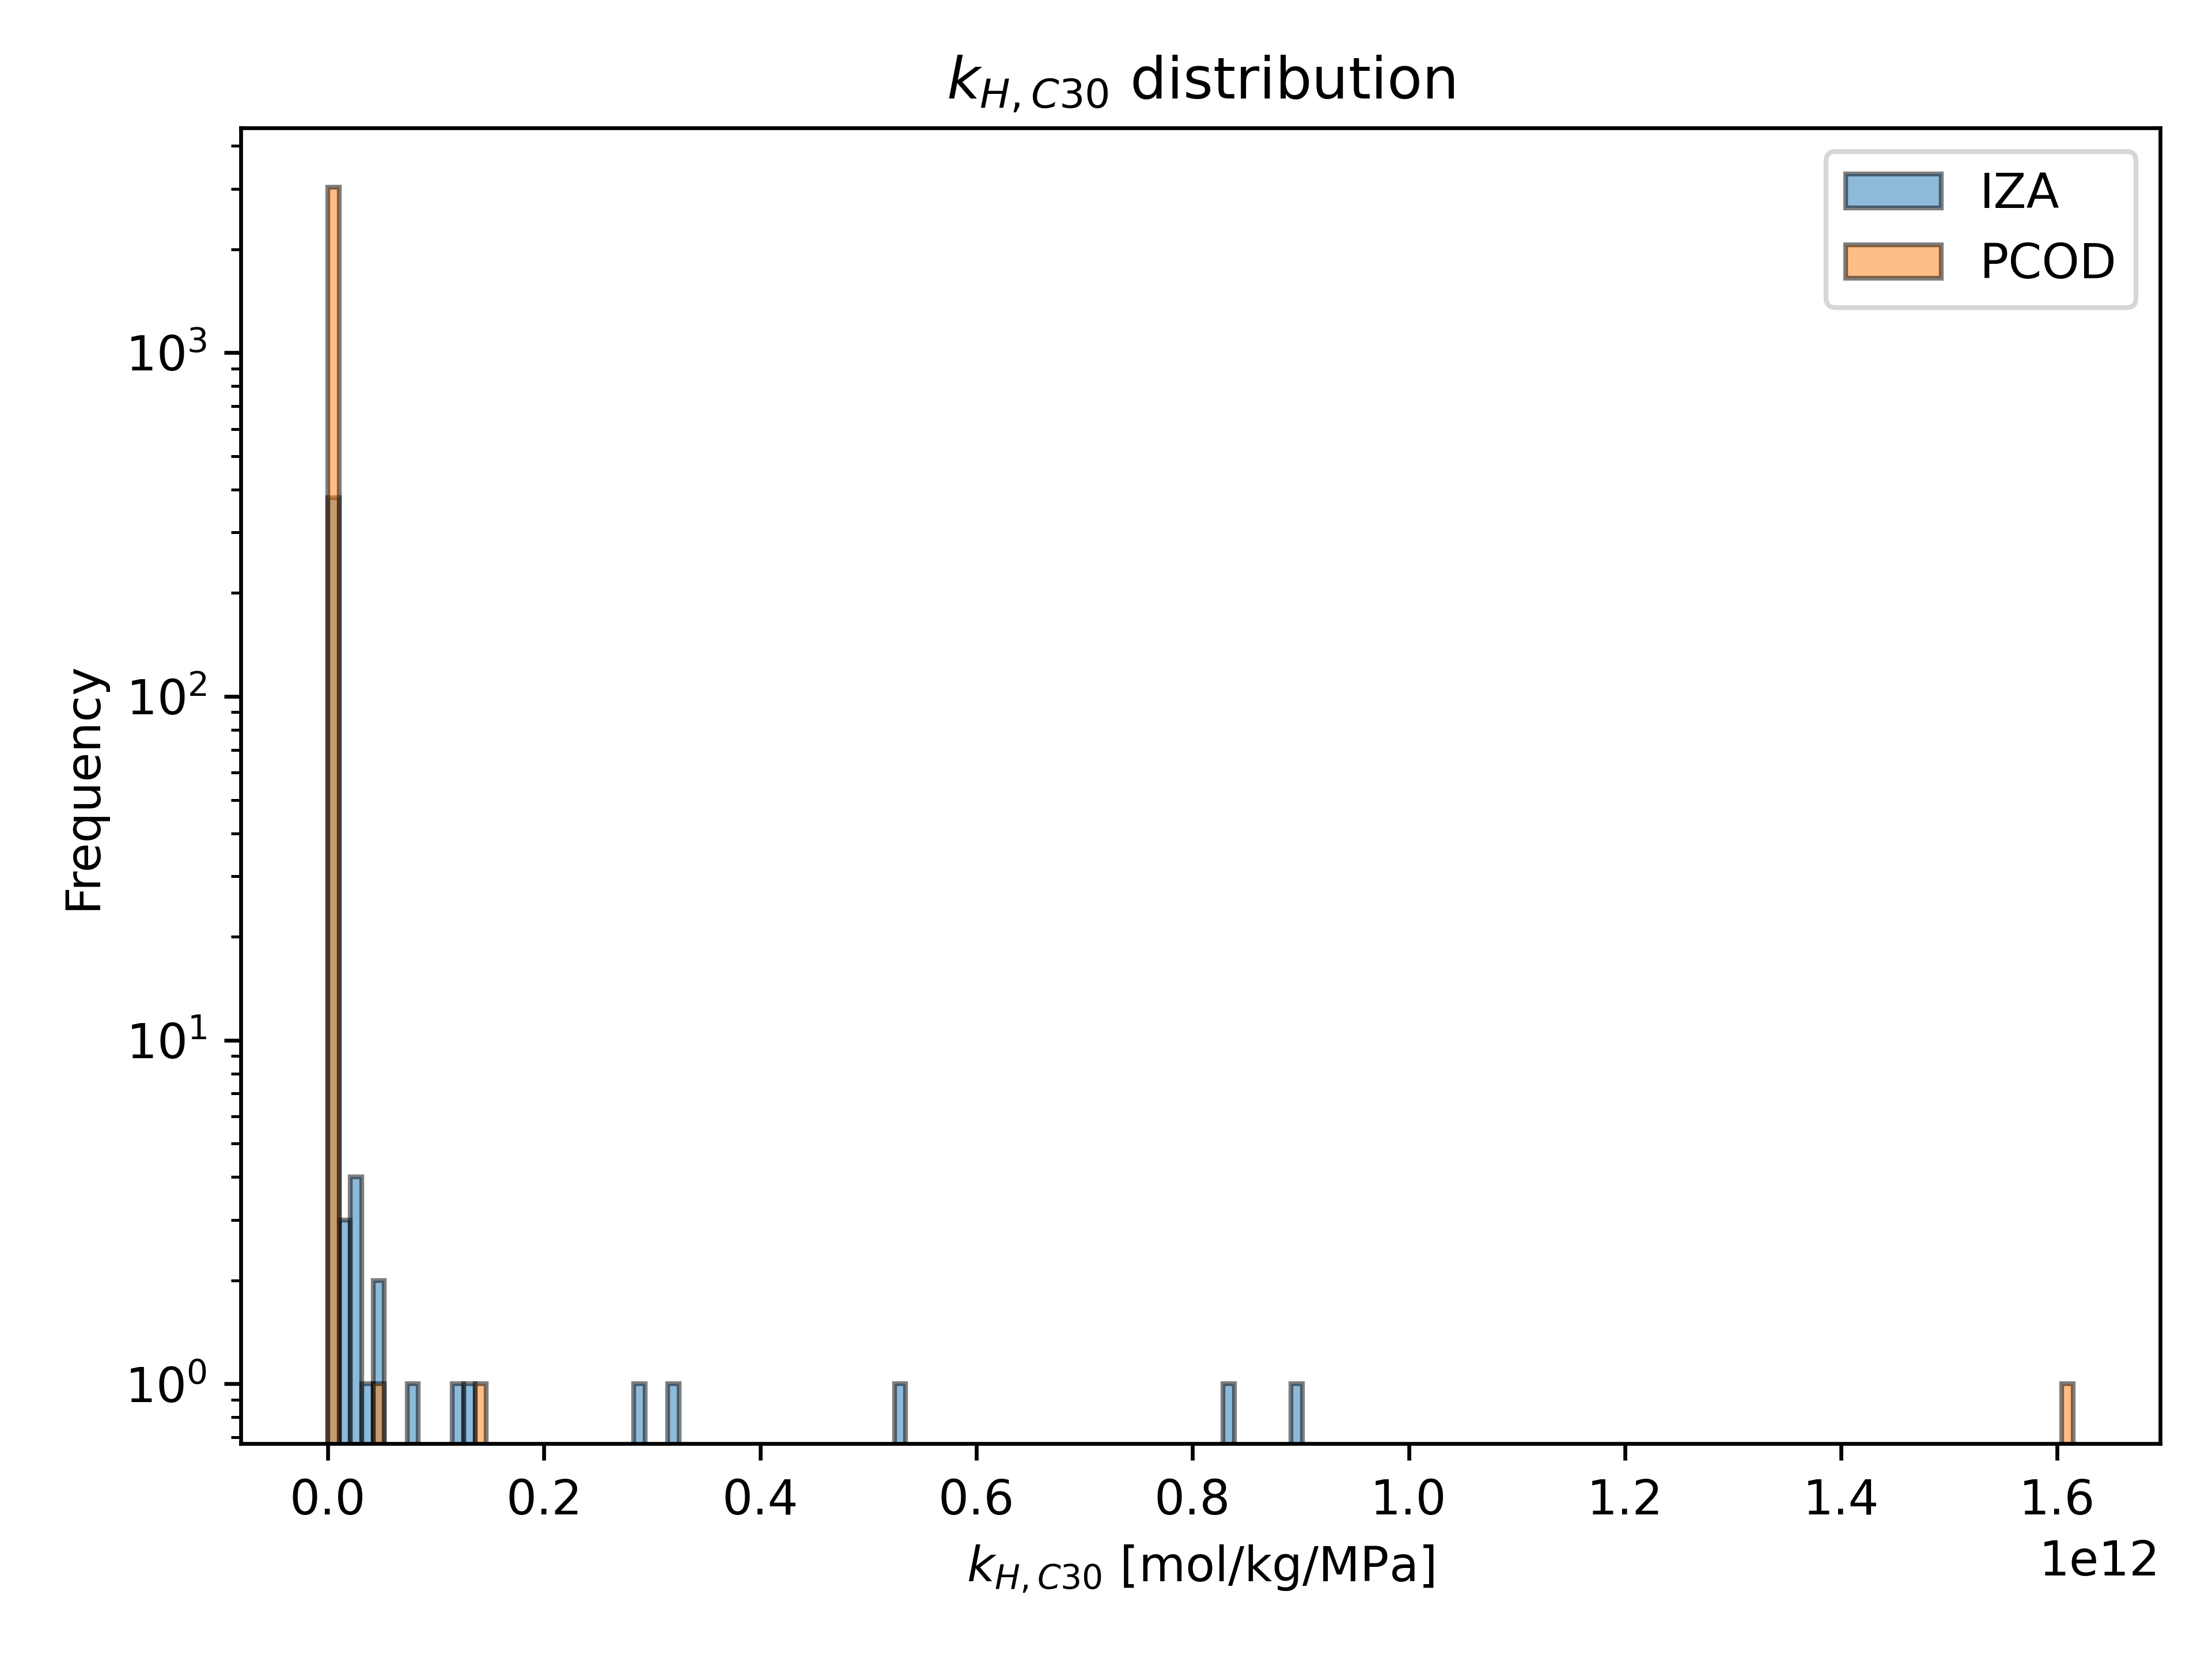 k_{H, C30} distribution
IZA
PCOD
10^3
10^2
10^1
10^0
Frequency
0.0 0.2 0.4 0.6 0.8 1.0 1.2 1.4 1.6
1e12
k_{H, C30} [mol/kg/MPa]